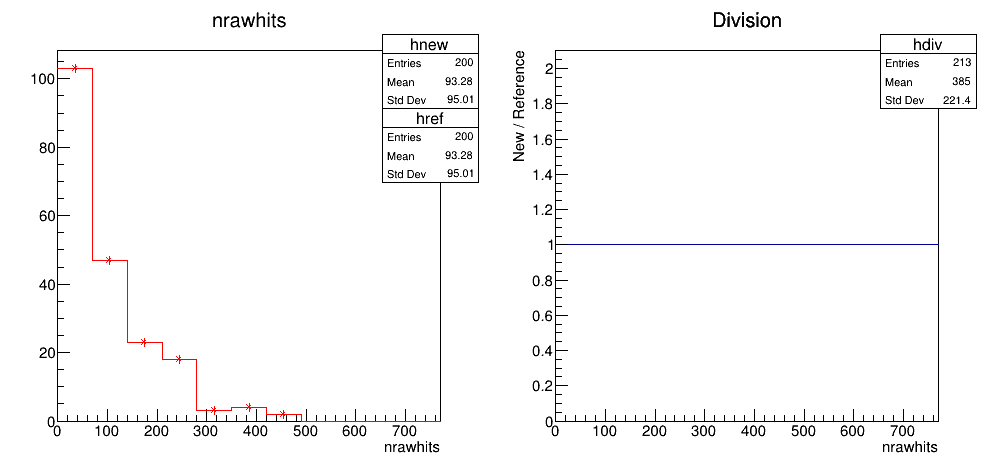 nrawhits
hnew
Entries 200
Mean 93.28
Std Dev 95.01
href
Entries 200
Mean 93.28
Std Dev 95.01
100
80
60
40
20
0
0 100 200 300 400 500 600 700
nrawhits
Division
hdiv
Entries 213
Mean 385
Std Dev 221.4
New / Reference
2
1.8
1.6
1.4
1.2
1
0.8
0.6
0.4
0.2
0
0 100 200 300 400 500 600 700
nrawhits